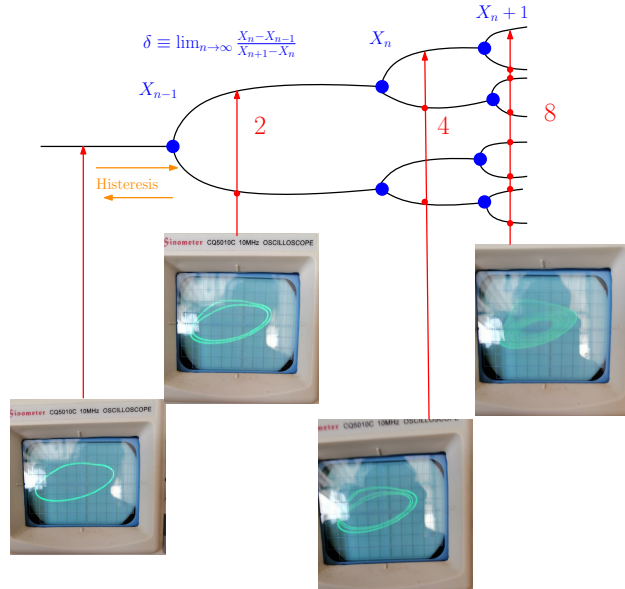 X_n + 1
δ ≡ lim_{n→∞} \frac{X_n - X_{n-1}}{X_{n+1} - X_n}
X_n
X_{n-1}
2
4
8
Histeresis
Sinometer CQ5010C 10MHz OSCILLOSCOPE
Sinometer CQ5010C 10MHz OSCILLOSCOPE
CQ5010C 10MHz OSCILLOSCOPE